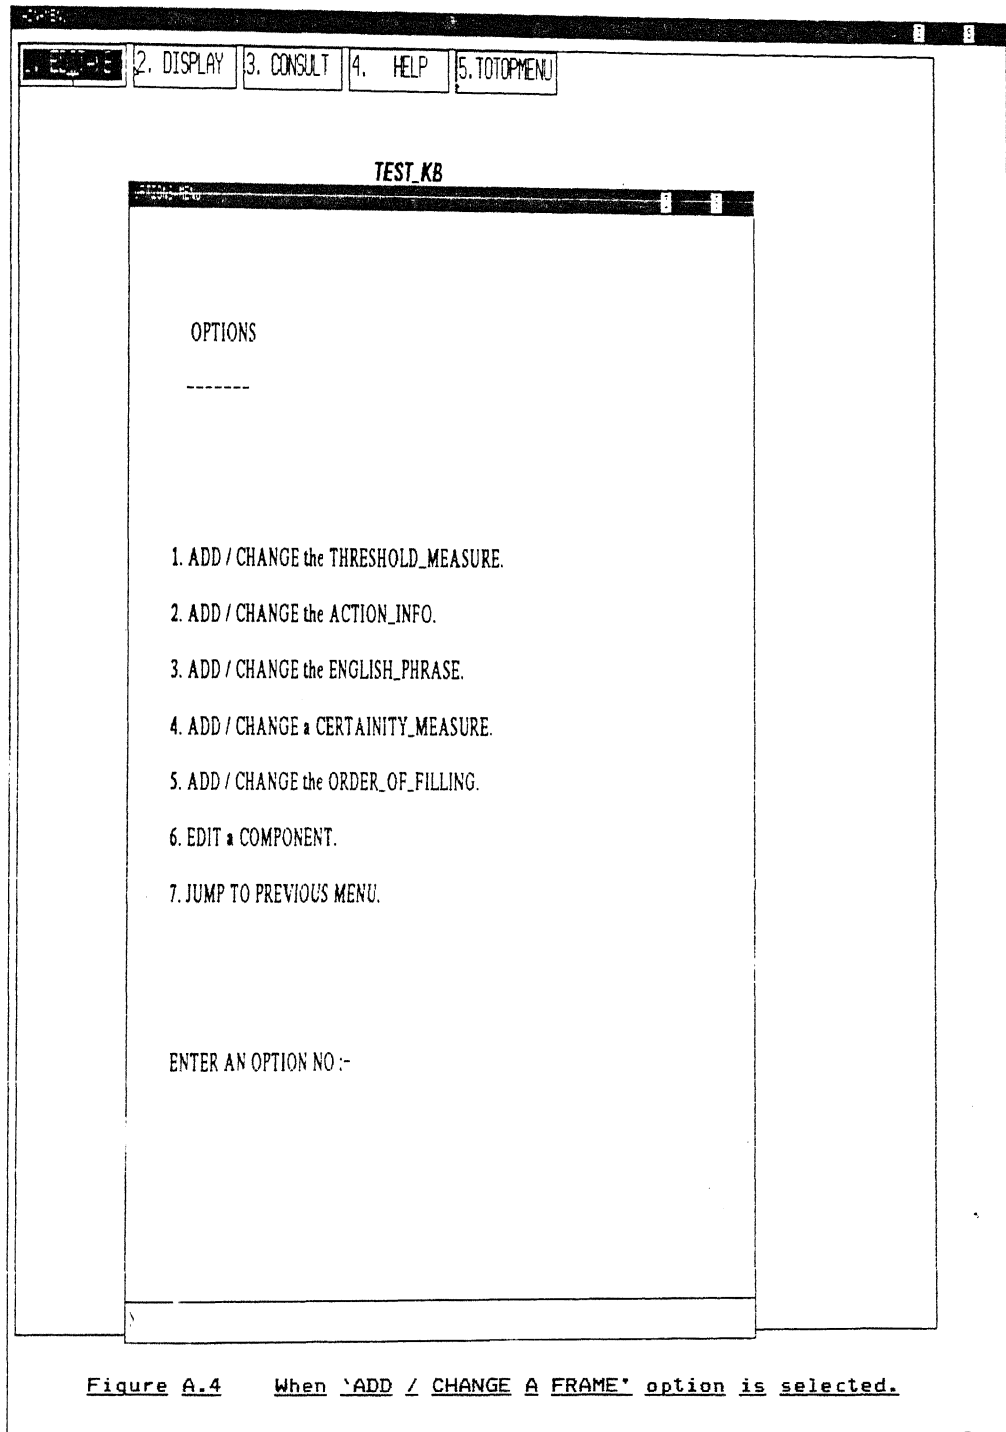 2. DISPLAY 3. CONSULT 4. HELP 5. TOTOPMENU
TEST_KB
OPTIONS
-------
1. ADD / CHANGE the THRESHOLD_MEASURE.
2. ADD / CHANGE the ACTION_INFO.
3. ADD / CHANGE the ENGLISH_PHRASE.
4. ADD / CHANGE a CERTAINITY_MEASURE.
5. ADD / CHANGE the ORDER_OF_FILLING.
6. EDIT a COMPONENT.
7. JUMP TO PREVIOUS MENU.
ENTER AN OPTION NO :-
Figure A.4 When `ADD / CHANGE A FRAME' option is selected.